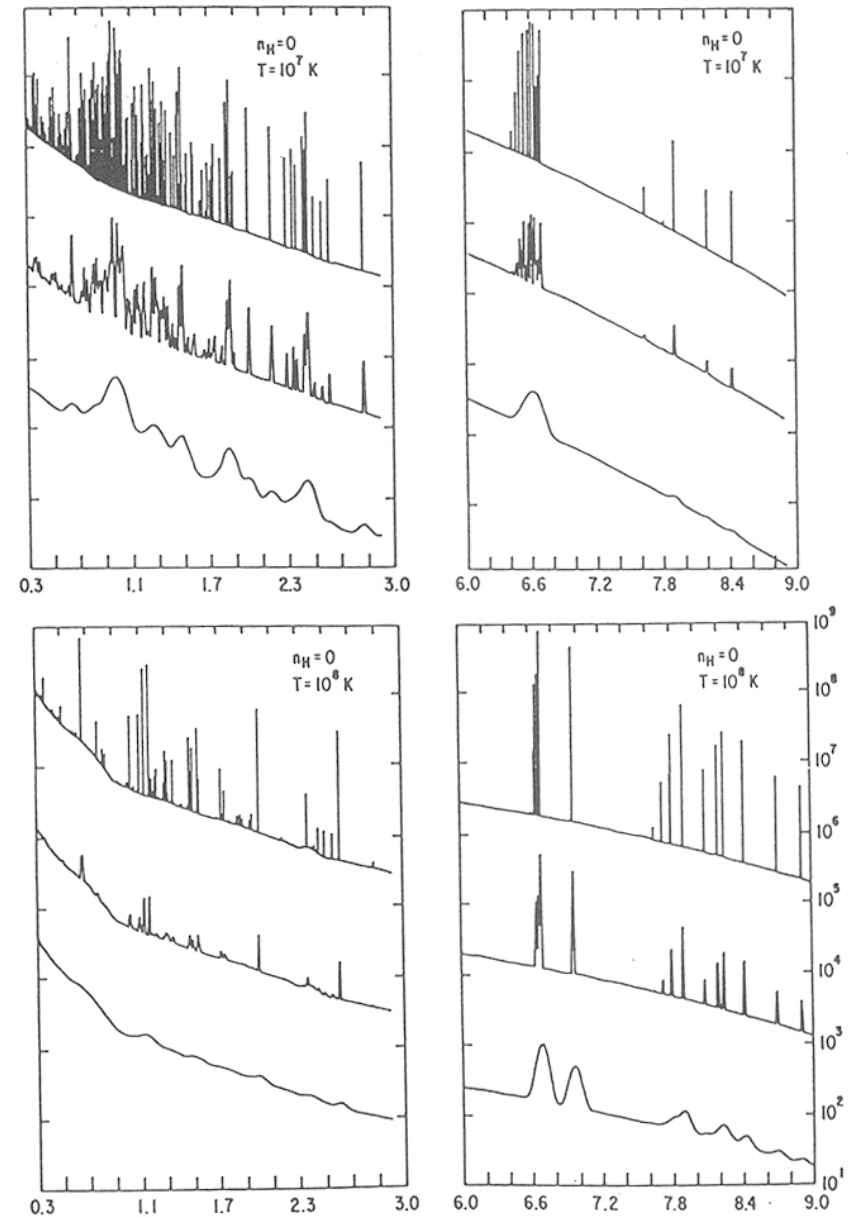 n_H = 0
T = 10^7 K
n_H = 0
T = 10^7 K
0.3 1.1 1.7 2.3 3.0
6.0 6.6 7.2 7.8 8.4 9.0
n_H = 0
T = 10^8 K
n_H = 0
T = 10^8 K
10^9
10^8
10^7
10^6
10^5
10^4
10^3
10^2
10^1
0.3 1.1 1.7 2.3 3.0
6.0 6.6 7.2 7.8 8.4 9.0